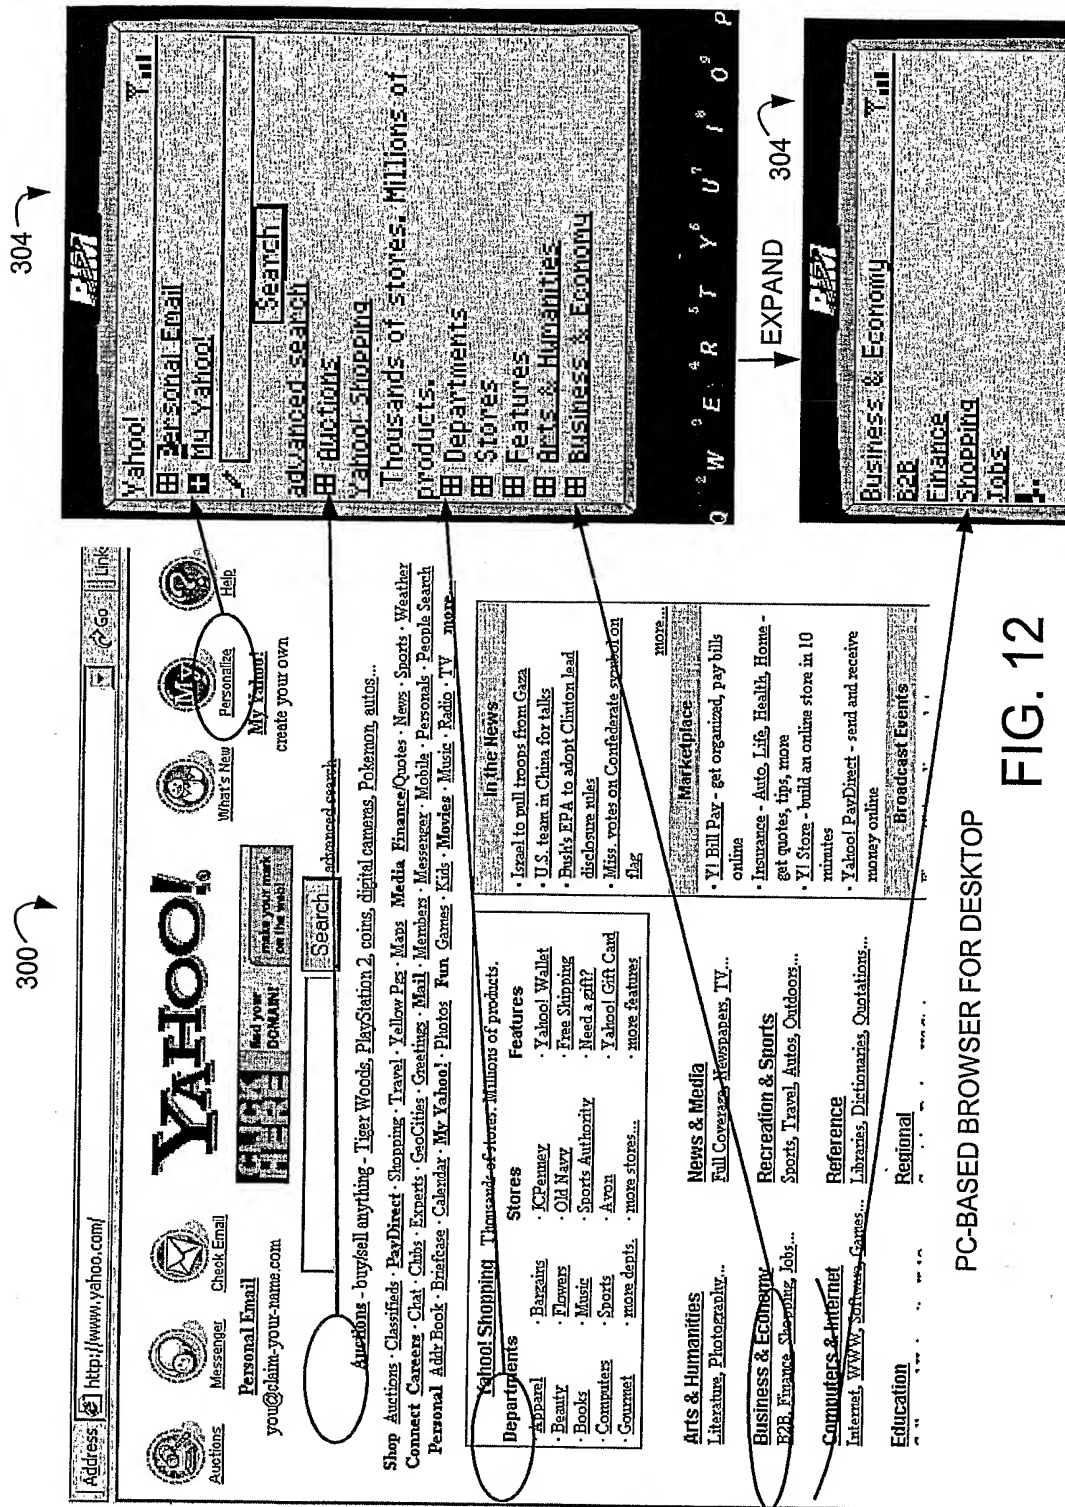 300
Address
http://www.yahoo.com/
Go
Link
Auctions
Messenger
Check Email
YAHOO!
What's New
Personalize
Help
Personal Email
you@claim-your-name.com
CLICK HERE!
find your DOMAIN!
make your mark on the web!
My Yahoo!
create your own
Search
advanced search
Auctions - buy/sell anything - Tiger Woods, PlayStation 2, coins, digital cameras, Pokemon, autos...
Shop Auctions · Classifieds · PayDirect · Shopping · Travel · Yellow Pgs · Maps Media Finance/Quotes · News · Sports · Weather
Connect Careers · Chat · Clubs · Experts · GeoCities · Greetings · Mail · Members · Messenger · Mobile · Personals · People Search
Personal Addr Book · Briefcase · Calendar · My Yahoo! · Photos Fun Games · Kids · Movies · Music · Radio · TV more...
Yahoo! Shopping Thousands of stores. Millions of products.
Departments
· Apparel
· Beauty
· Books
· Computers
· Gourmet
· Bargains
· Flowers
· Music
· Sports
· more depts.
Stores
· JCPenney
· Old Navy
· Sports Authority
· Avon
· more stores...
Features
· Yahoo! Wallet
· Free Shipping
· Need a gift?
· Yahoo! Gift Card
· more features
In the News
· Israel to pull troops from Gaza
· U.S. team in China for talks
· Bush's EPA to adopt Clinton lead
disclosure rules
· Miss. votes on Confederate symbol on
flag
more...
Marketplace
· Y! Bill Pay - get organized, pay bills
online
· Insurance - Auto, Life, Health, Home -
get quotes, tips, more
· Y! Store - build an online store in 10
minutes
· Yahoo! PayDirect - send and receive
money online
Broadcast Events
Arts & Humanities
Literature, Photography...
Business & Economy
B2B, Finance, Shopping, Jobs...
Computers & Internet
Internet, WWW, Software, Games...
Education
News & Media
Full Coverage, Newspapers, TV...
Recreation & Sports
Sports, Travel, Autos, Outdoors...
Reference
Libraries, Dictionaries, Quotations...
Regional
PC-BASED BROWSER FOR DESKTOP
304
Yahoo!
Personal Email
My Yahoo!
Search
advanced search
Auctions
Yahoo! Shopping
Thousands of stores. Millions of
products.
Departments
Stores
Features
Arts & Humanities
Business & Economy
Q W E R T Y U I O P
EXPAND
304
Business & Economy
B2B
Finance
Shopping
Jobs
FIG. 12